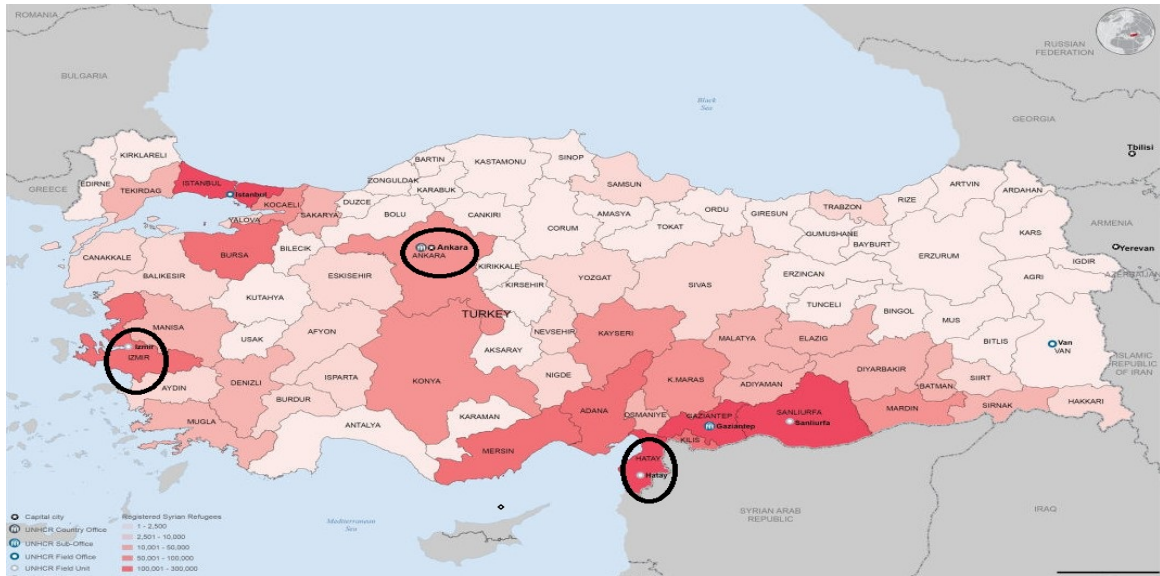 ROMANIA
RUSSIAN
FEDERATION
BULGARIA
Black
Sea
GEORGIA
Tbilisi
KIRKLARELI
EDIRNE
TEKIRDAG
ISTANBUL
Istanbul
KOCAELI
YALOVA
SAKARYA
DUZCE
ZONGULDAK
BARTIN
KARABUK
KASTAMONU
SINOP
SAMSUN
ORDU
GIRESUN
TRABZON
RIZE
ARTVIN
ARDAHAN
GREECE
ARMENIA
Yerevan
AZERBAIJAN
BOLU
CANKIRI
CORUM
AMASYA
TOKAT
GUMUSHANE
BAYBURT
ERZURUM
KARS
IGDIR
AGRI
CANAKKALE
BALIKESIR
BURSA
BILECIK
ESKISEHIR
Ankara
ANKARA
KIRIKKALE
KIRSEHIR
YOZGAT
SIVAS
ERZINCAN
TUNCELI
BINGOL
MUS
BITLIS
Van
VAN
ISLAMIC
REPUBLIC
OF IRAN
KUTAHYA
MANISA
USAK
AFYON
TURKEY
NEVSEHIR
KAYSERI
MALATYA
ELAZIG
DIYARBAKIR
BATMAN
SIIRT
HAKKARI
SIRNAK
MARDIN
Izmir
IZMIR
AYDIN
DENIZLI
ISPARTA
BURDUR
MUGLA
ANTALYA
KONYA
AKSARAY
NIGDE
KARAMAN
MERSIN
ADANA
OSMANIYE
K.MARAS
ADIYAMAN
GAZIANTEP
Gaziantep
KILIS
SANLIURFA
Sanliurfa
HATAY
Hatay
SYRIAN ARAB
REPUBLIC
IRAQ
Mediterranean
Sea
Capital city
UNHCR Country Office
UNHCR Sub-Office
UNHCR Field Office
UNHCR Field Unit
Registered Syrian Refugees
1 - 2,500
2,501 - 10,000
10,001 - 50,000
50,001 - 100,000
100,001 - 300,000